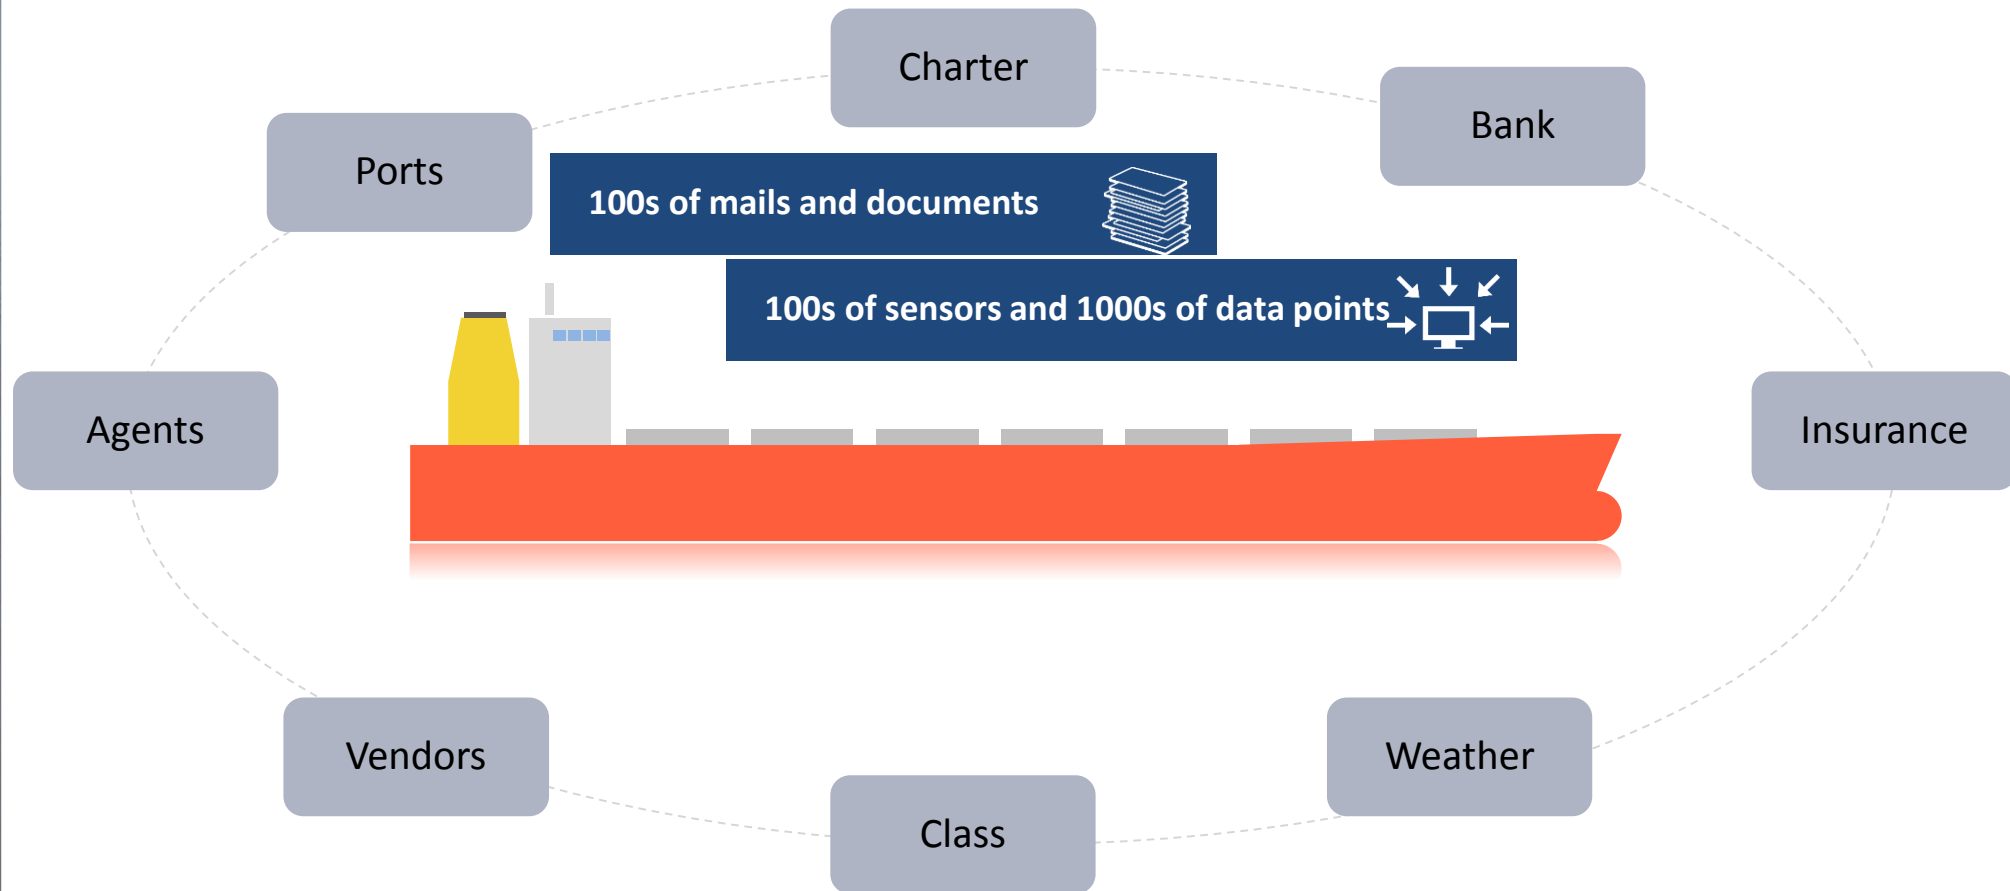 Charter
Bank
Ports
100s of mails and documents
100s of sensors and 1000s of data points
Agents
Insurance
Vendors
Weather
Class